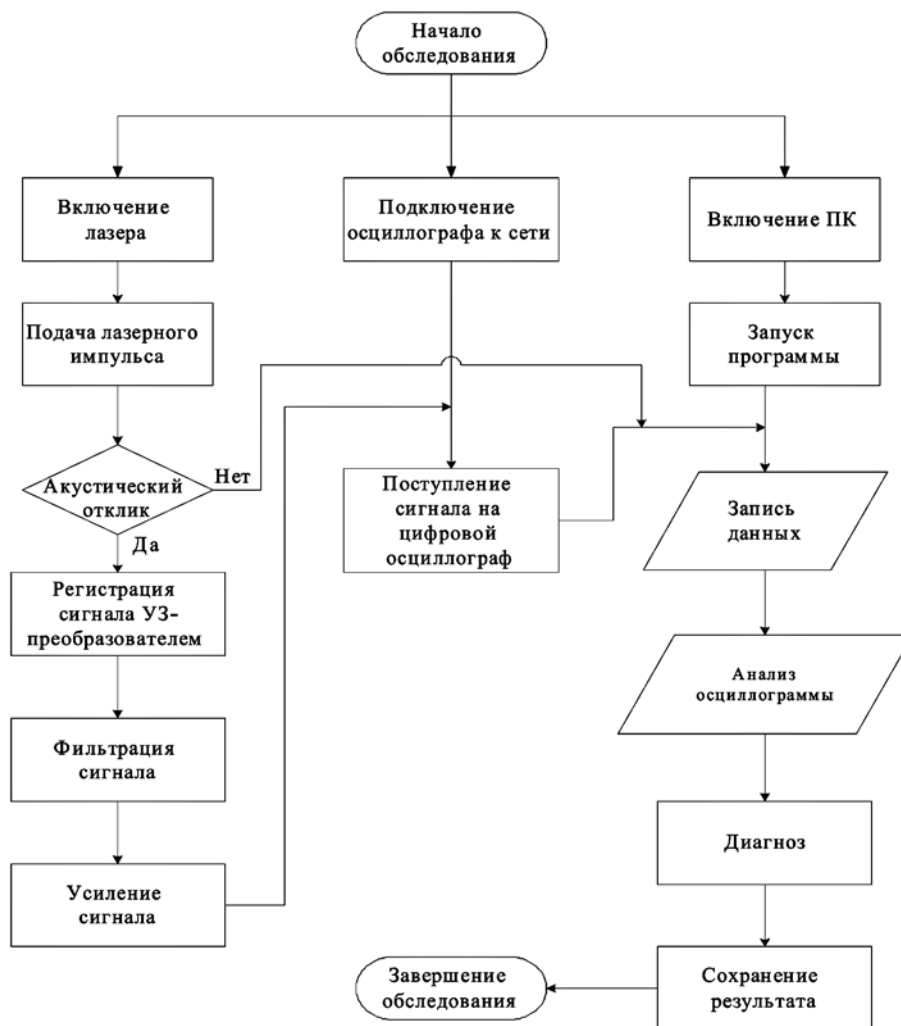 Начало
обследования
Включение
лазера
Подключение
осциллографа к сети
Включение ПК
Подача лазерного
импульса
Запуск
программы
Акустический
отклик
Нет
Да
Поступление
сигнала на
цифровой
осциллограф
Запись
данных
Регистрация
сигнала УЗ-
преобразователем
Анализ
осциллограммы
Фильтрация
сигнала
Диагноз
Усиление
сигнала
Завершение
обследования
Сохранение
результата